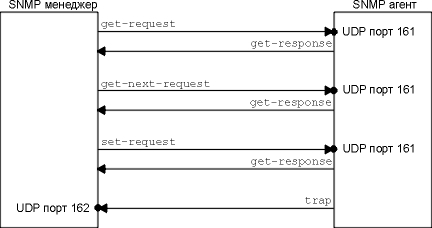 SNMP менеджер
SNMP агент
get-request
UDP порт 161
get-response
get-next-request
UDP порт 161
get-response
set-request
UDP порт 161
get-response
trap
UDP порт 162